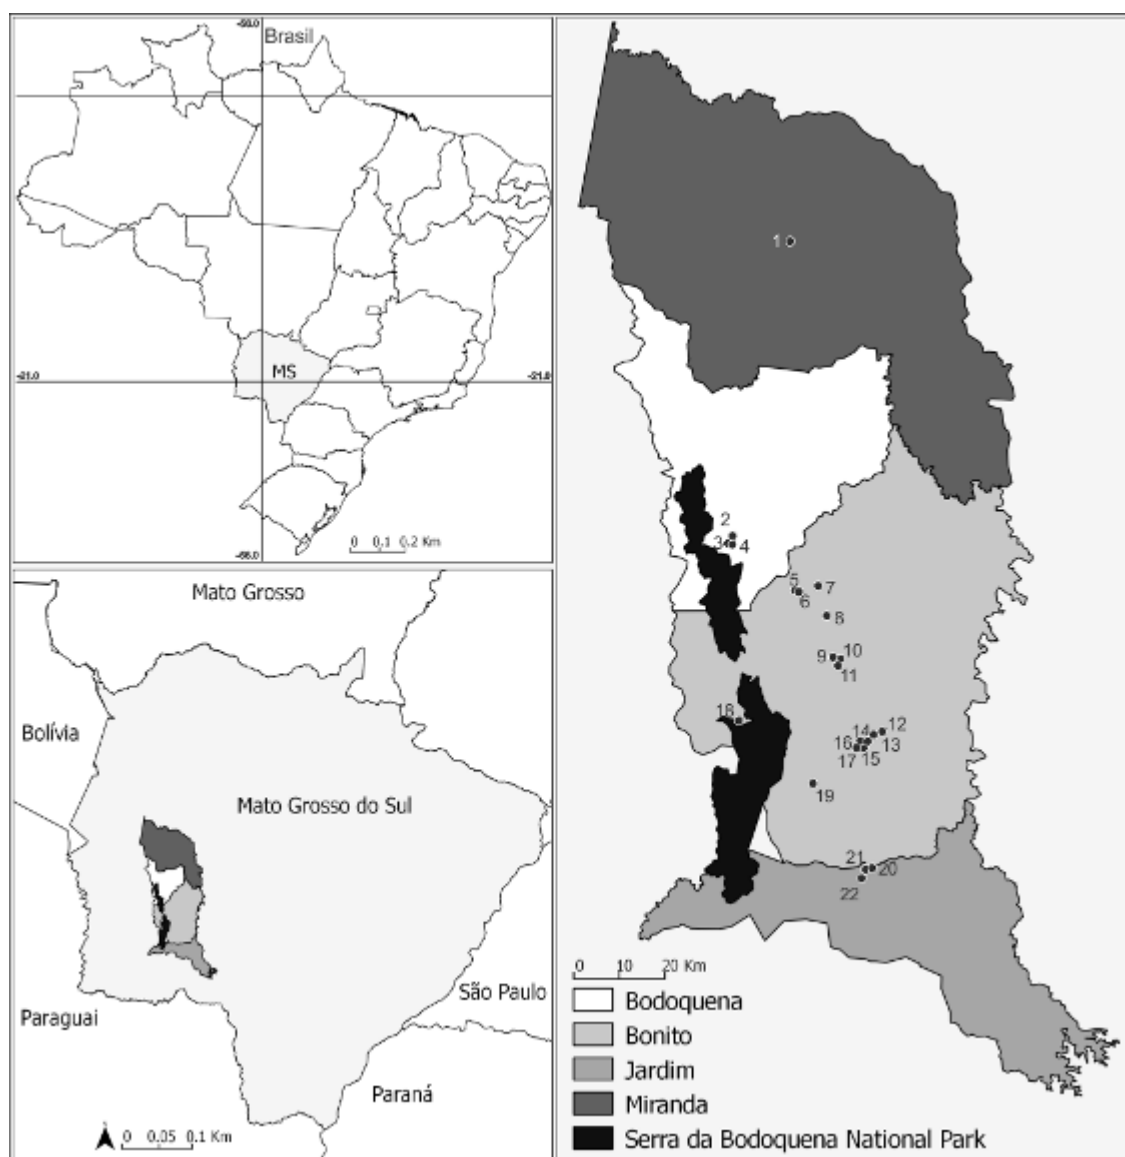 -56.0
Brasil
MS
-21.0
-21.0
0 0.1 0.2 Km
-56.0
Mato Grosso
Bolívia
Mato Grosso do Sul
São Paulo
Paraguai
Paraná
0 0.05 0.1 Km
1
2
3
4
5
6
7
8
9
10
11
12
13
14
15
16
17
18
19
20
21
22
0 10 20 Km
Bodoquena
Bonito
Jardim
Miranda
Serra da Bodoquena National Park